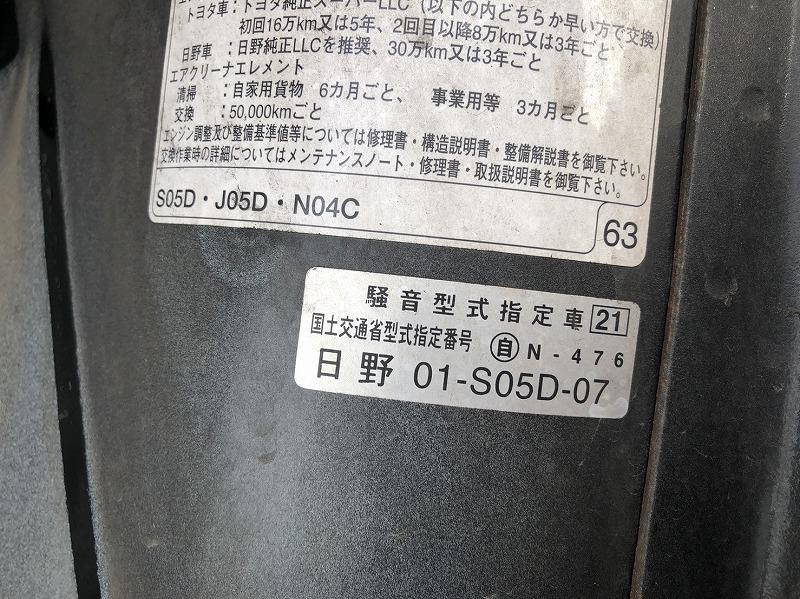 トヨタ車：トヨタ純正スーパーLLC（以下の内どちらか早い方で交換）
初回16万km又は5年、2回目以降8万km又は3年ごと
日野車：日野純正LLCを推奨、30万km又は3年ごと
エアクリーナエレメント
清掃：自家用貨物 6カ月ごと、 事業用等 3カ月ごと
交換：50,000kmごと
エンジン調整及び整備基準値等については修理書・構造説明書・整備解説書を御覧下さい。
交換作業時の詳細についてはメンテナンスノート・修理書・取扱説明書を御覧下さい。
S05D・J05D・N04C
63
騒音型式指定車 21
国土交通省型式指定番号 自 N-476
日野 01-S05D-07